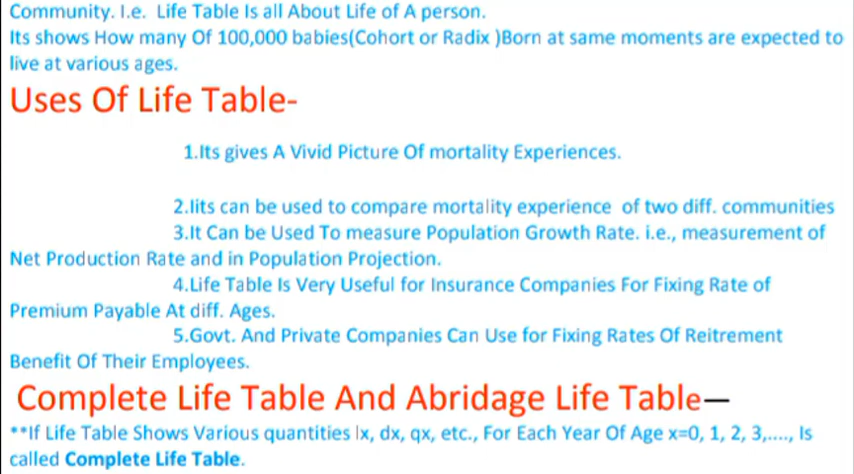 Community. I.e.  Life Table Is all About Life of A person.
Its shows How many Of 100,000 babies(Cohort or Radix )Born at same moments are expected to
live at various ages.
Uses Of Life Table-
1.Its gives A Vivid Picture Of mortality Experiences.
2.Iits can be used to compare mortality experience  of two diff. communities
3.It Can be Used To measure Population Growth Rate. i.e., measurement of
Net Production Rate and in Population Projection.
4.Life Table Is Very Useful for Insurance Companies For Fixing Rate of
Premium Payable At diff. Ages.
5.Govt. And Private Companies Can Use for Fixing Rates Of Reitrement
Benefit Of Their Employees.
Complete Life Table And Abridage Life Table—
**If Life Table Shows Various quantities lx, dx, qx, etc., For Each Year Of Age x=0, 1, 2, 3,...., Is
called Complete Life Table.